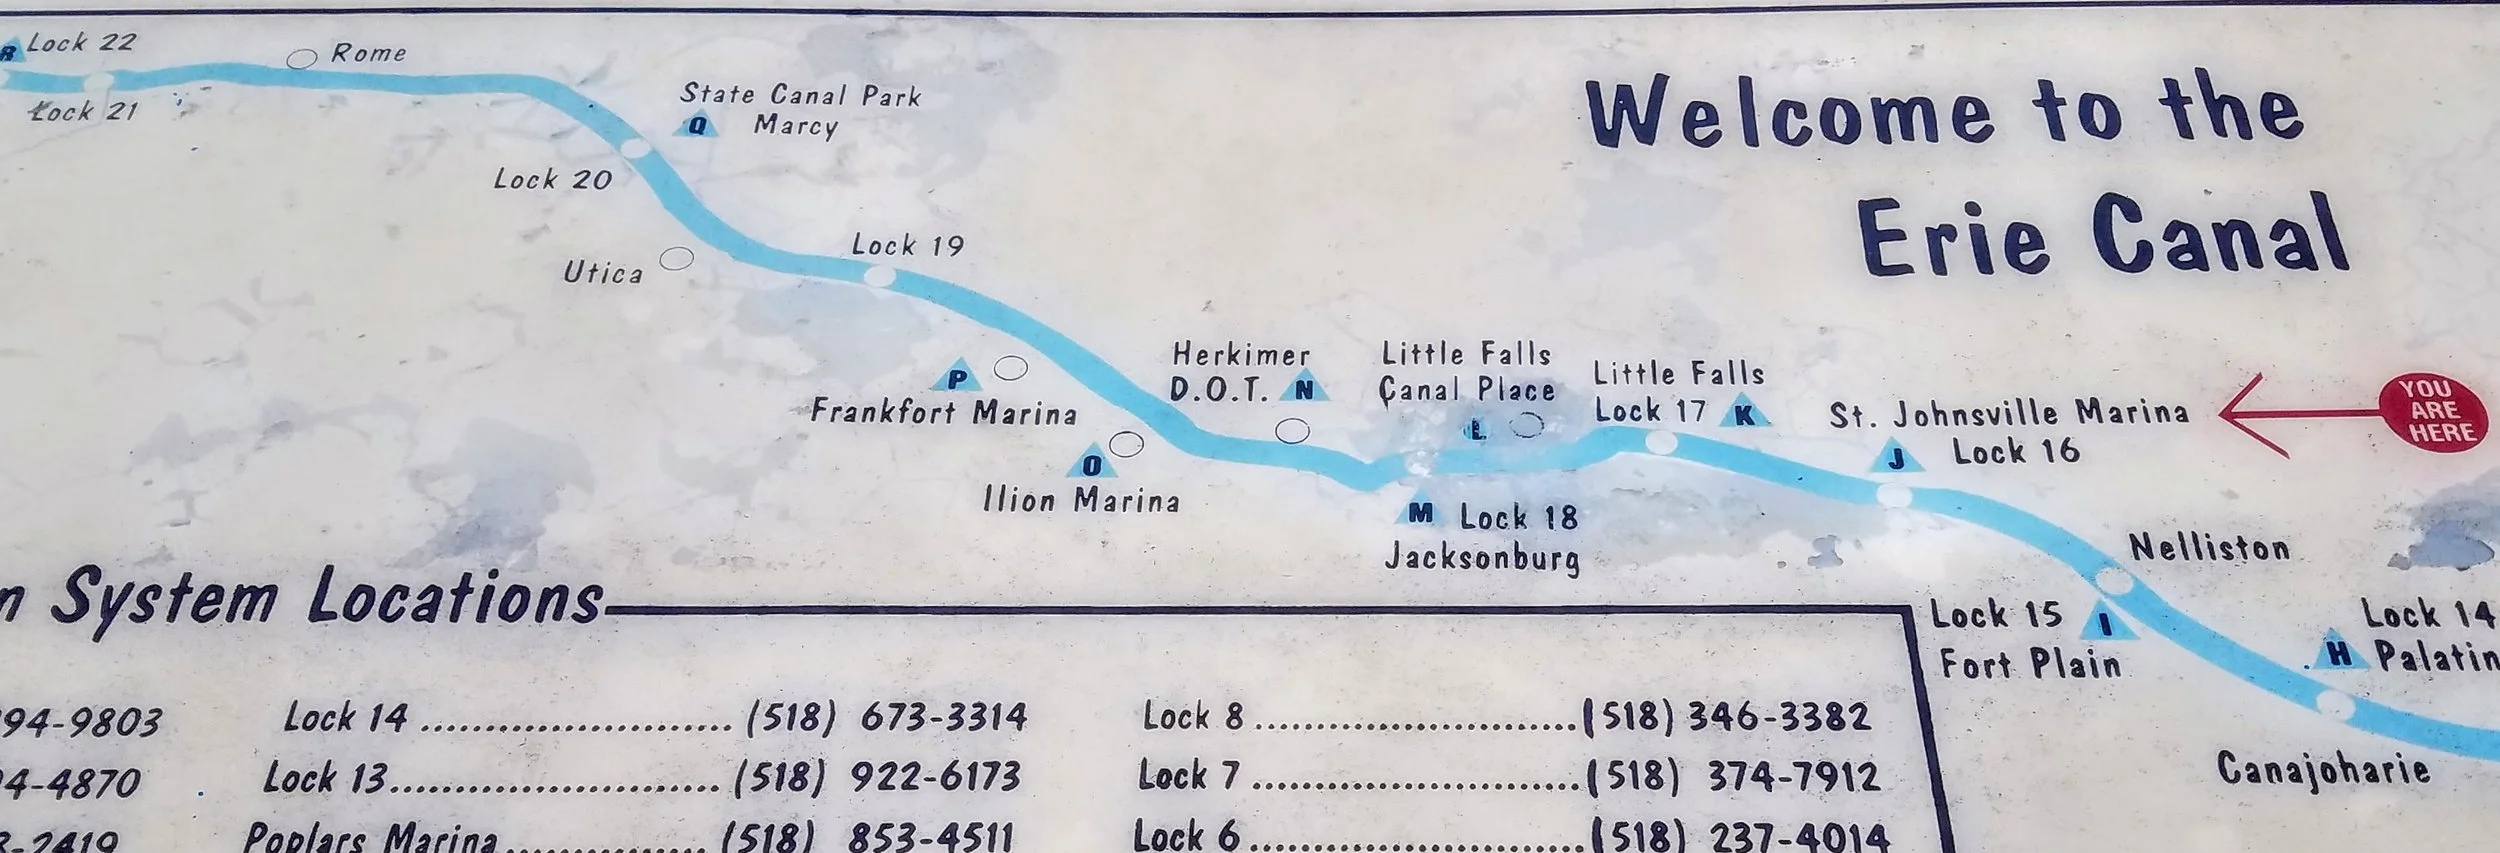 Welcome to the
Erie Canal
R Lock 22
Lock 21
Rome
State Canal Park
Q Marcy
Lock 20
Utica
Lock 19
P
Frankfort Marina
O
Ilion Marina
Herkimer
D.O.T. N
Little Falls
Canal Place
L
M Lock 18
Jacksonburg
Little Falls
Lock 17 K
St. Johnsville Marina
J Lock 16
YOU
ARE
HERE
Nelliston
Lock 15 I
Fort Plain
Lock 14
H Palatin
Canajoharie
n System Locations
94-9803 Lock 14 (518) 673-3314 Lock 8 (518) 346-3382
4-4870 Lock 13 (518) 922-6173 Lock 7 (518) 374-7912
-2419 Poplars Marina (518) 853-4511 Lock 6 (518) 237-4014